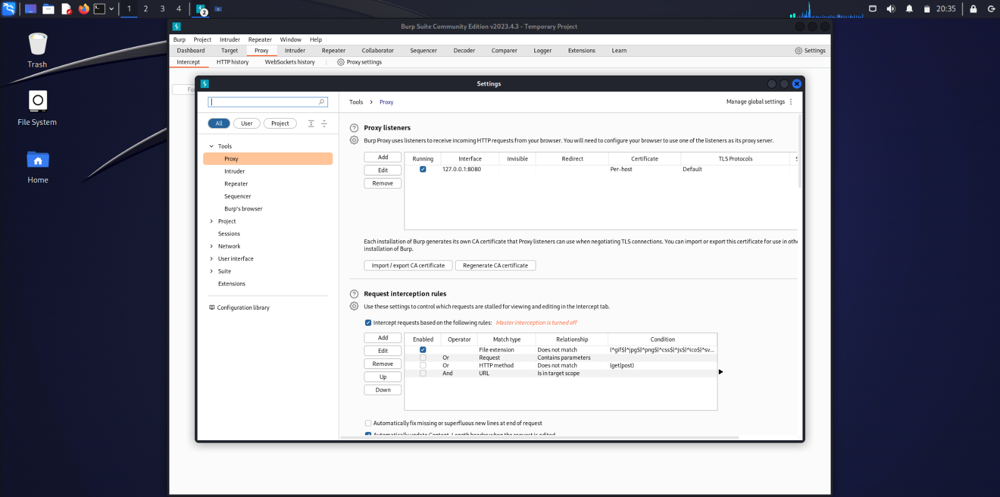 1 2 3 4 2 20:35
Trash
File System
Home
Burp Suite Community Edition v2023.4.3 - Temporary Project
Burp Project Intruder Repeater Window Help
Dashboard Target Proxy Intruder Repeater Collaborator Sequencer Decoder Comparer Logger Extensions Learn Settings
Intercept HTTP history WebSockets history Proxy settings
Fo
Settings
All User Project
Tools
Proxy
Intruder
Repeater
Sequencer
Burp's browser
Project
Sessions
Network
User interface
Suite
Extensions
Configuration library
Tools > Proxy Manage global settings
Proxy listeners
Burp Proxy uses listeners to receive incoming HTTP requests from your browser. You will need to configure your browser to use one of the listeners as its proxy server.
Add
Edit
Remove
Running Interface Invisible Redirect Certificate TLS Protocols
127.0.0.1:8080 Per-host Default
Each installation of Burp generates its own CA certificate that Proxy listeners can use when negotiating TLS connections. You can import or export this certificate for use in othe
installation of Burp.
Import / export CA certificate Regenerate CA certificate
Request interception rules
Use these settings to control which requests are stalled for viewing and editing in the Intercept tab.
Intercept requests based on the following rules: Master interception is turned off
Add
Edit
Remove
Up
Down
Enabled Operator Match type Relationship Condition
File extension Does not match (^gif$|^jpg$|^png$|^css$|^js$|^ico$|^sv...
Or Request Contains parameters
Or HTTP method Does not match (get|post)
And URL Is in target scope
Automatically fix missing or superfluous new lines at end of request
Automatically update Content-Length header when the request is edited